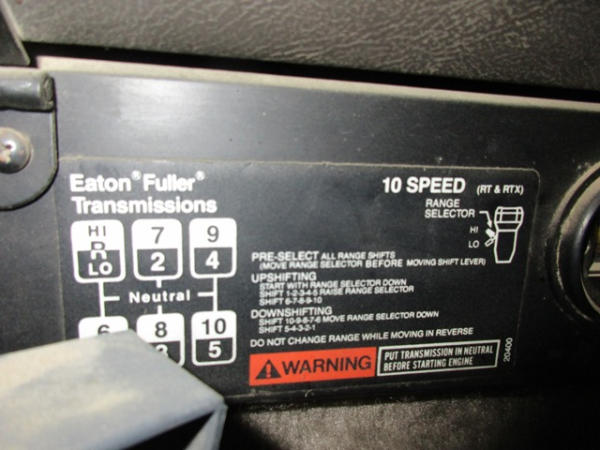 Eaton® Fuller®
Transmissions
10 SPEED (RT & RTX)
RANGE
SELECTOR
HI
LO
HI 7 9
R 2 4
LO
Neutral
6 8 10
3 5
PRE-SELECT ALL RANGE SHIFTS
(MOVE RANGE SELECTOR BEFORE MOVING SHIFT LEVER)
UPSHIFTING
START WITH RANGE SELECTOR DOWN
SHIFT 1-2-3-4-5 RAISE RANGE SELECTOR
SHIFT 6-7-8-9-10
DOWNSHIFTING
SHIFT 10-9-8-7-6 MOVE RANGE SELECTOR DOWN
SHIFT 5-4-3-2-1
DO NOT CHANGE RANGE WHILE MOVING IN REVERSE
WARNING
PUT TRANSMISSION IN NEUTRAL
BEFORE STARTING ENGINE
20400